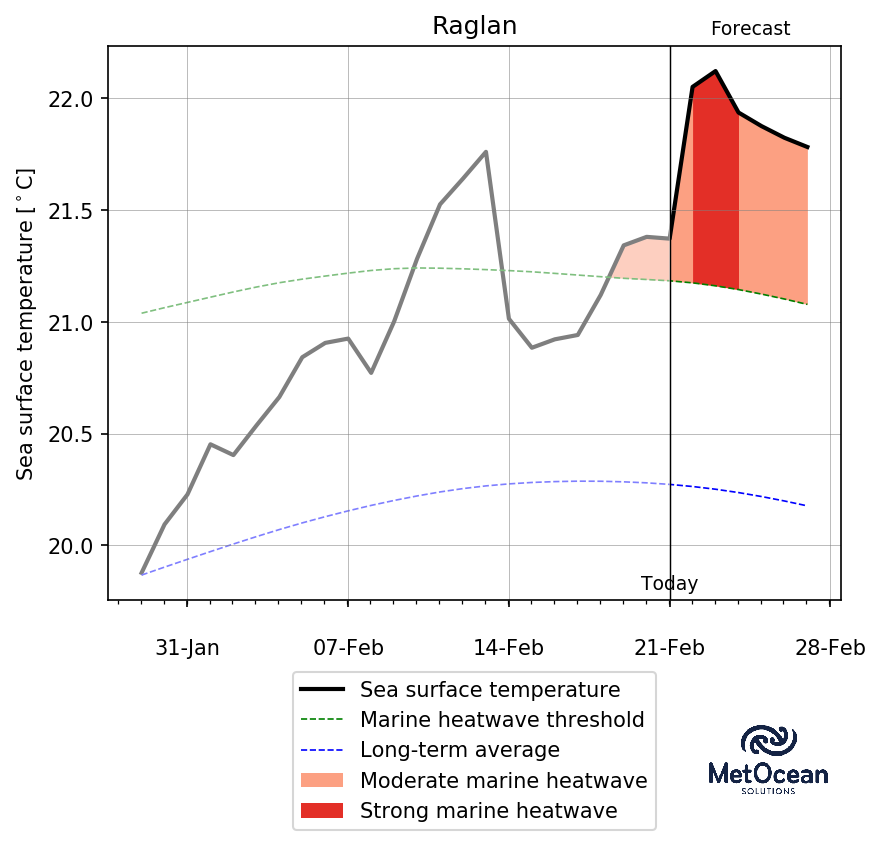 Raglan
Forecast
Sea surface temperature [°C]
22.0
21.5
21.0
20.5
20.0
Today
31-Jan
07-Feb
14-Feb
21-Feb
28-Feb
Sea surface temperature
Marine heatwave threshold
Long-term average
Moderate marine heatwave
Strong marine heatwave
MetOcean
SOLUTIONS